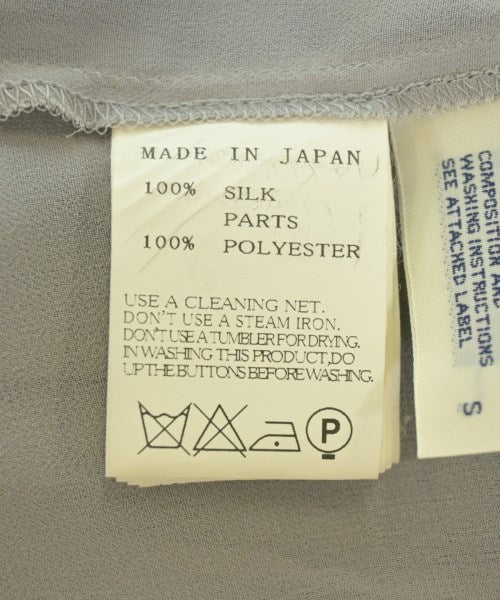 MADE IN JAPAN
100% SILK
PARTS
100% POLYESTER
USE A CLEANING NET.
DON'T USE A STEAM IRON.
DON'T USE A TUMBLER FOR DRYING.
IN WASHING THIS PRODUCT,DO
UP THE BUTTONS BEFORE WASHING.
P
COMPOSITION AND
WASHING INSTRUCTIONS
SEE ATTACHED LABEL
S